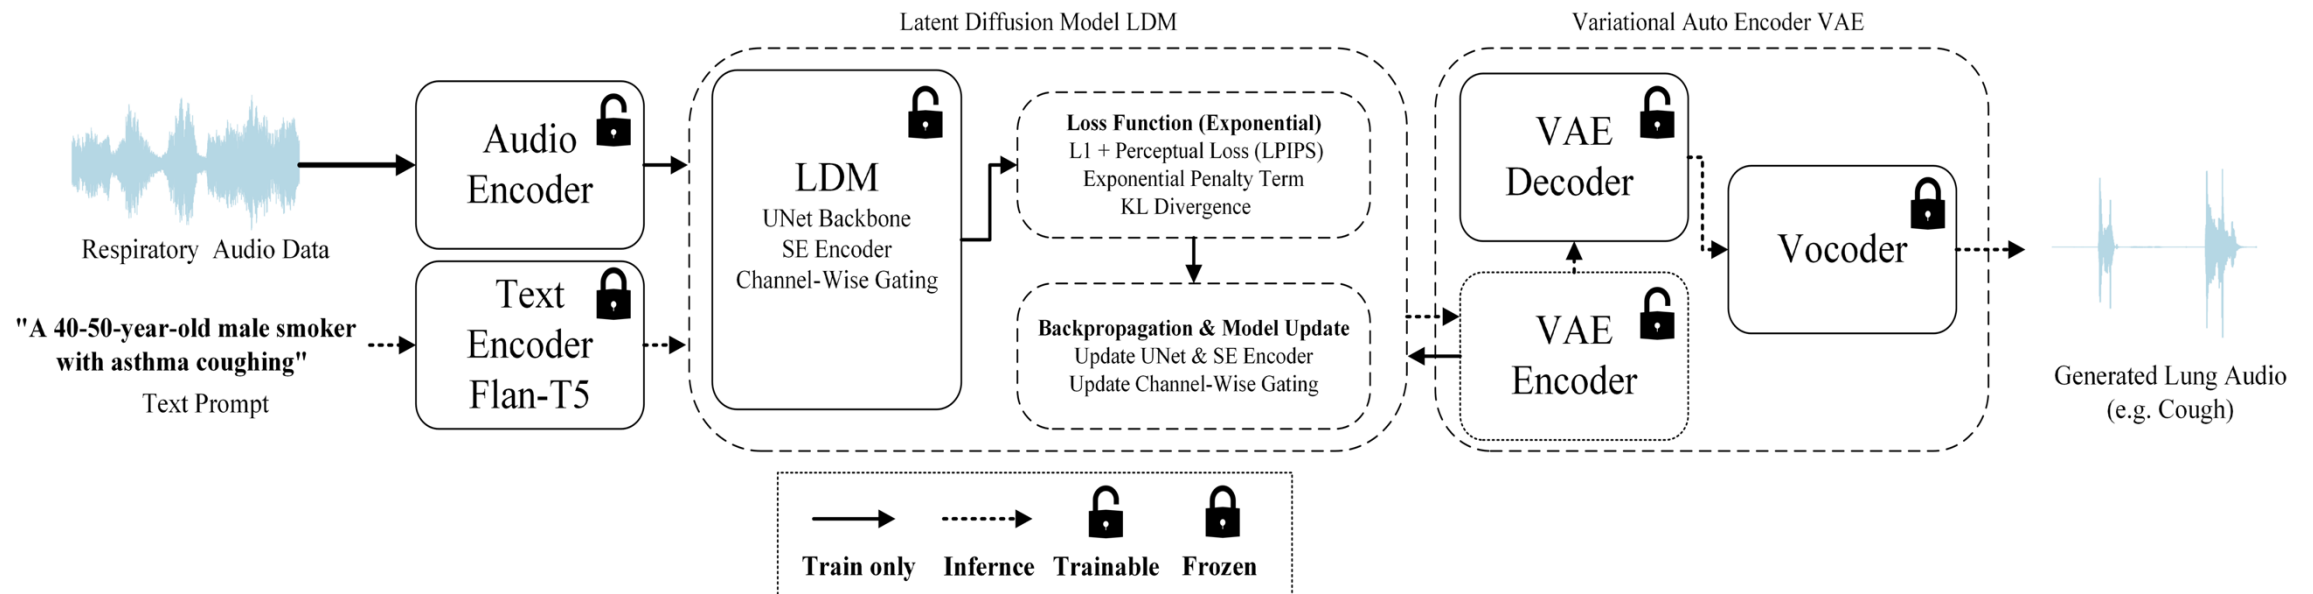 Latent Diffusion Model LDM
Variational Auto Encoder VAE
Respiratory Audio Data
"A 40-50-year-old male smoker
with asthma coughing"
Text Prompt
Audio
Encoder
Text
Encoder
Flan-T5
LDM
UNet Backbone
SE Encoder
Channel-Wise Gating
Loss Function (Exponential)
L1 + Perceptual Loss (LPIPS)
Exponential Penalty Term
KL Divergence
Backpropagation & Model Update
Update UNet & SE Encoder
Update Channel-Wise Gating
VAE
Decoder
VAE
Encoder
Vocoder
Generated Lung Audio
(e.g. Cough)
Train only
Infernce
Trainable
Frozen